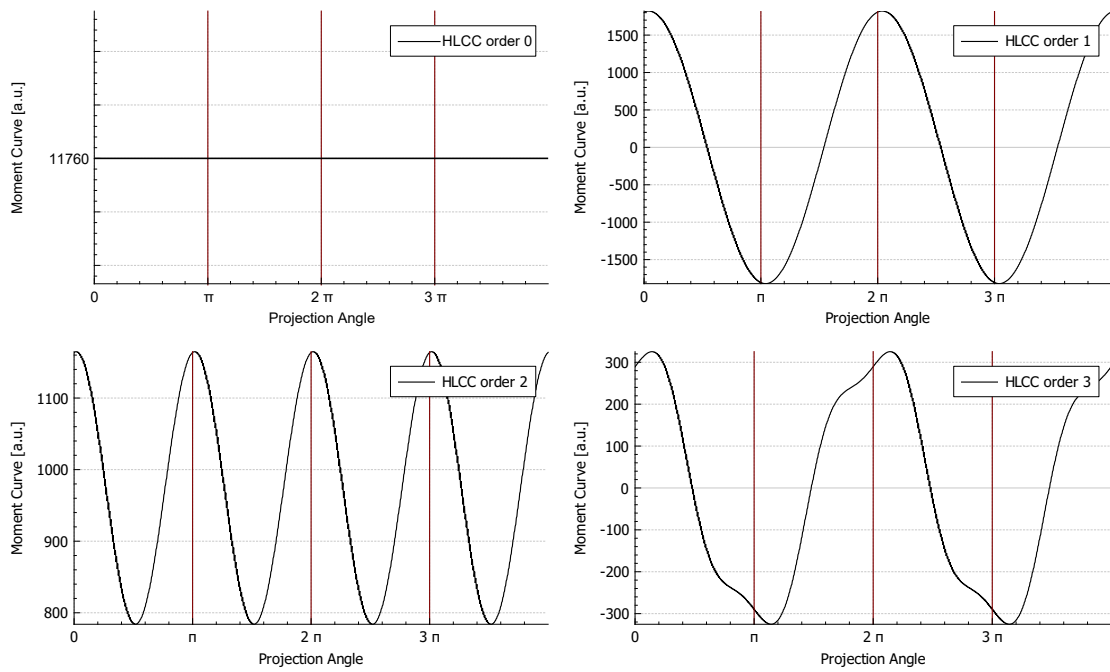 HLCC order 0
Moment Curve [a.u.]
11760
0
π
2 π
3 π
Projection Angle
HLCC order 1
Moment Curve [a.u.]
1500
1000
500
0
-500
-1000
-1500
0
π
2 π
3 π
Projection Angle
HLCC order 2
Moment Curve [a.u.]
1100
1000
900
800
0
π
2 π
3 π
Projection Angle
HLCC order 3
Moment Curve [a.u.]
300
200
100
0
-100
-200
-300
0
π
2 π
3 π
Projection Angle